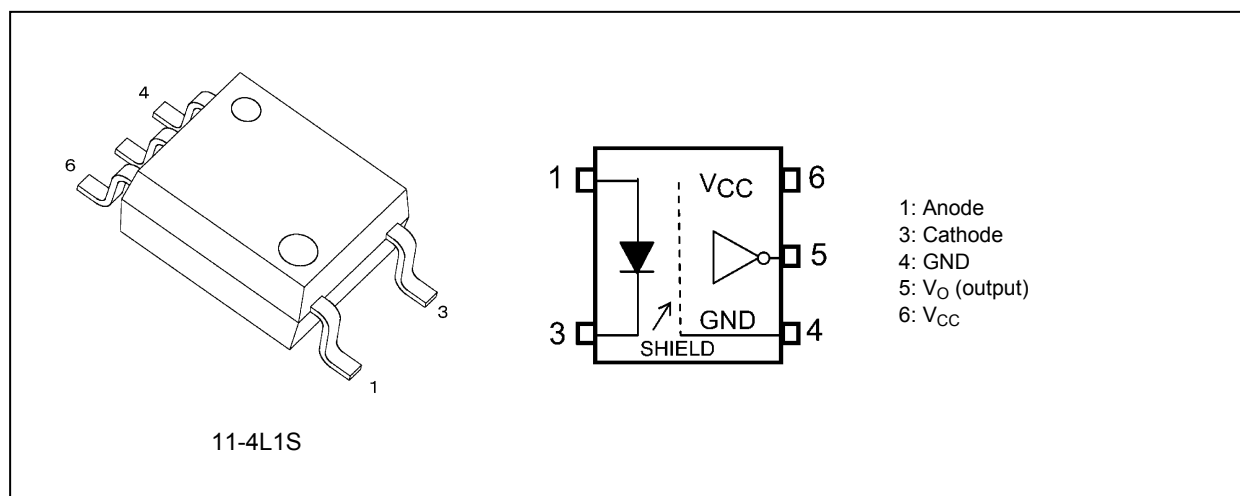 4
6
3
1
11-4L1S
1
3
VCC
GND
SHIELD
6
5
4
1: Anode
3: Cathode
4: GND
5: VO (output)
6: VCC